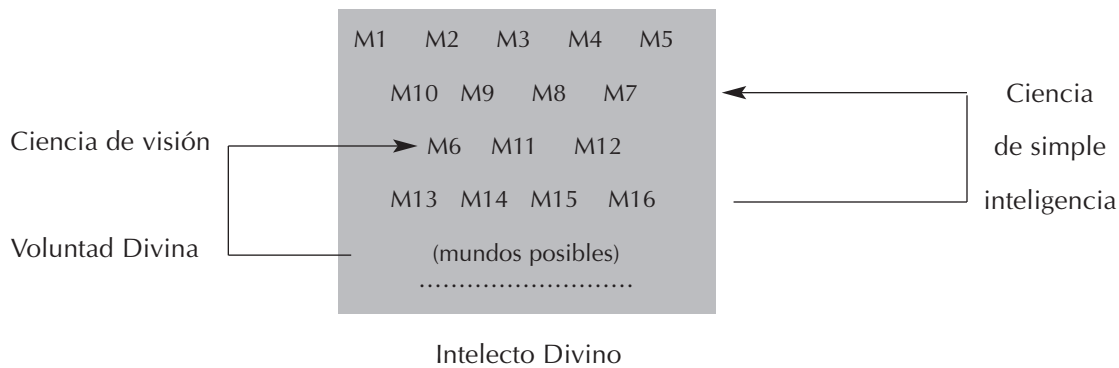 M1 M2 M3 M4 M5
M10 M9 M8 M7
Ciencia
Ciencia de visión
M6 M11 M12
de simple
M13 M14 M15 M16
inteligencia
Voluntad Divina
(mundos posibles)
...........................
Intelecto Divino